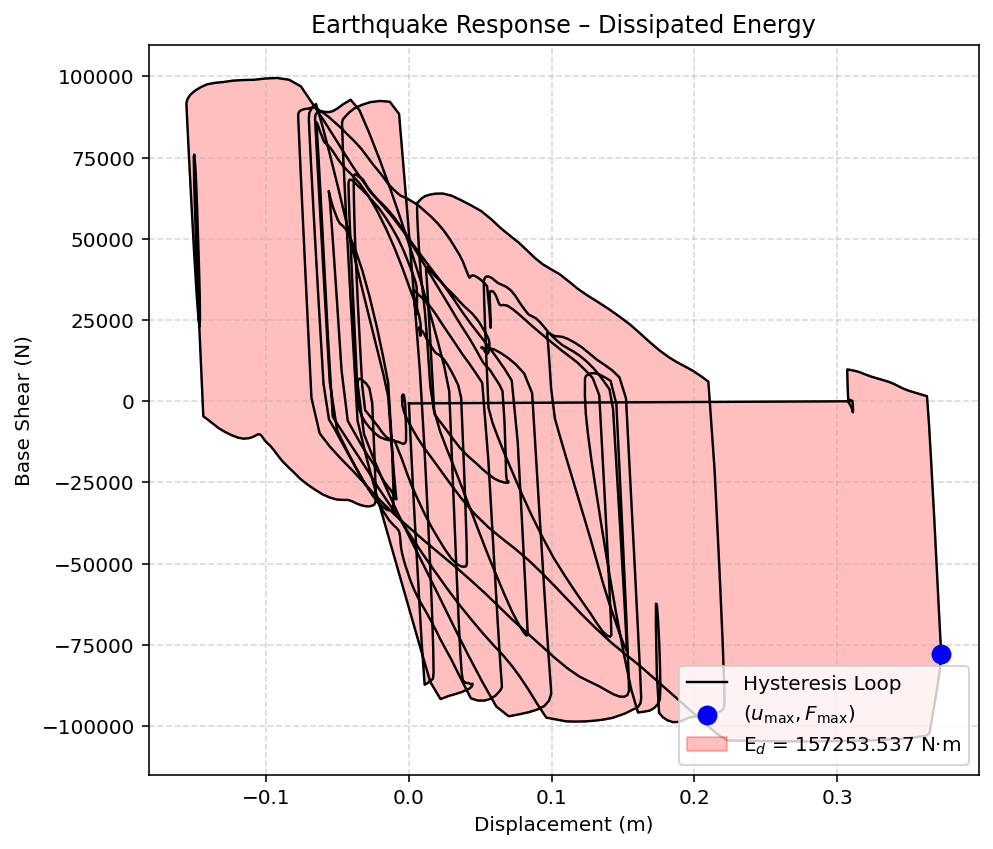 Earthquake Response – Dissipated Energy
100000
75000
50000
25000
0
−25000
−50000
−75000
−100000
Base Shear (N)
−0.1
0.0
0.1
0.2
0.3
Displacement (m)
Hysteresis Loop
(u_max, F_max)
E_d = 157253.537 N·m